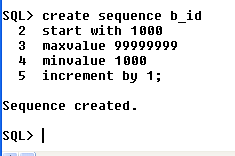 SQL> create sequence b_id
2 start with 1000
3 maxvalue 99999999
4 minvalue 1000
5 increment by 1;
Sequence created.
SQL>